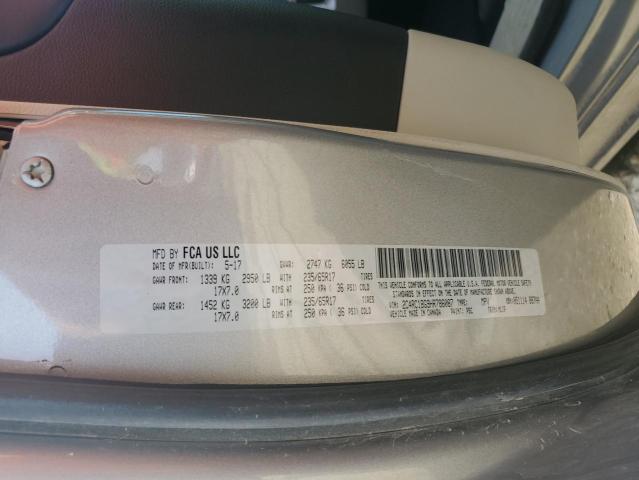 MFD BY FCA US LLC
DATE OF MFR(BUILT): 5-17 GVWR: 2747 KG 6055 LB
GAWR FRONT: 1339 KG 2950 LB WITH 235/65R17 TIRES
17X7.0 RIMS AT 250 KPA ( 36 PSI) COLD
GAWR REAR: 1452 KG 3200 LB WITH 235/65R17 TIRES
17X7.0 RIMS AT 250 KPA ( 36 PSI) COLD
THIS VEHICLE CONFORMS TO ALL APPLICABLE U.S.A. FEDERAL MOTOR VEHICLE SAFETY
STANDARDS IN EFFECT ON THE DATE OF MANUFACTURE SHOWN ABOVE.
VIN: TYPE: MPV
VEHICLE MADE IN CANADA PAINT: